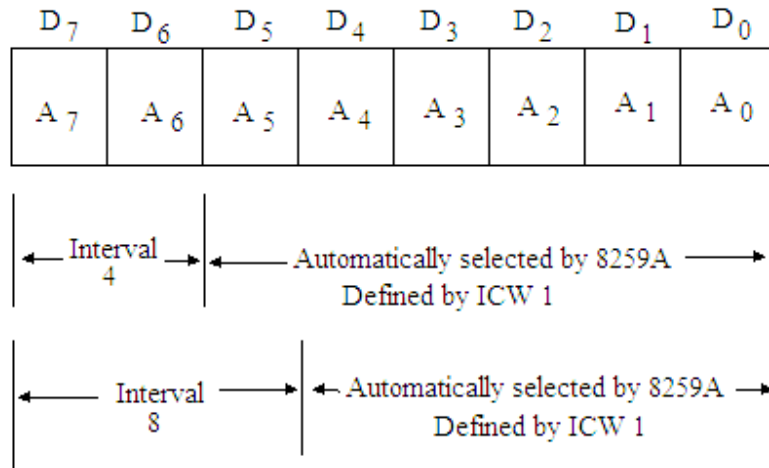 D7 D6 D5 D4 D3 D2 D1 D0
A7 A6 A5 A4 A3 A2 A1 A0
Interval
4
Automatically selected by 8259A
Defined by ICW 1
Interval
8
Automatically selected by 8259A
Defined by ICW 1